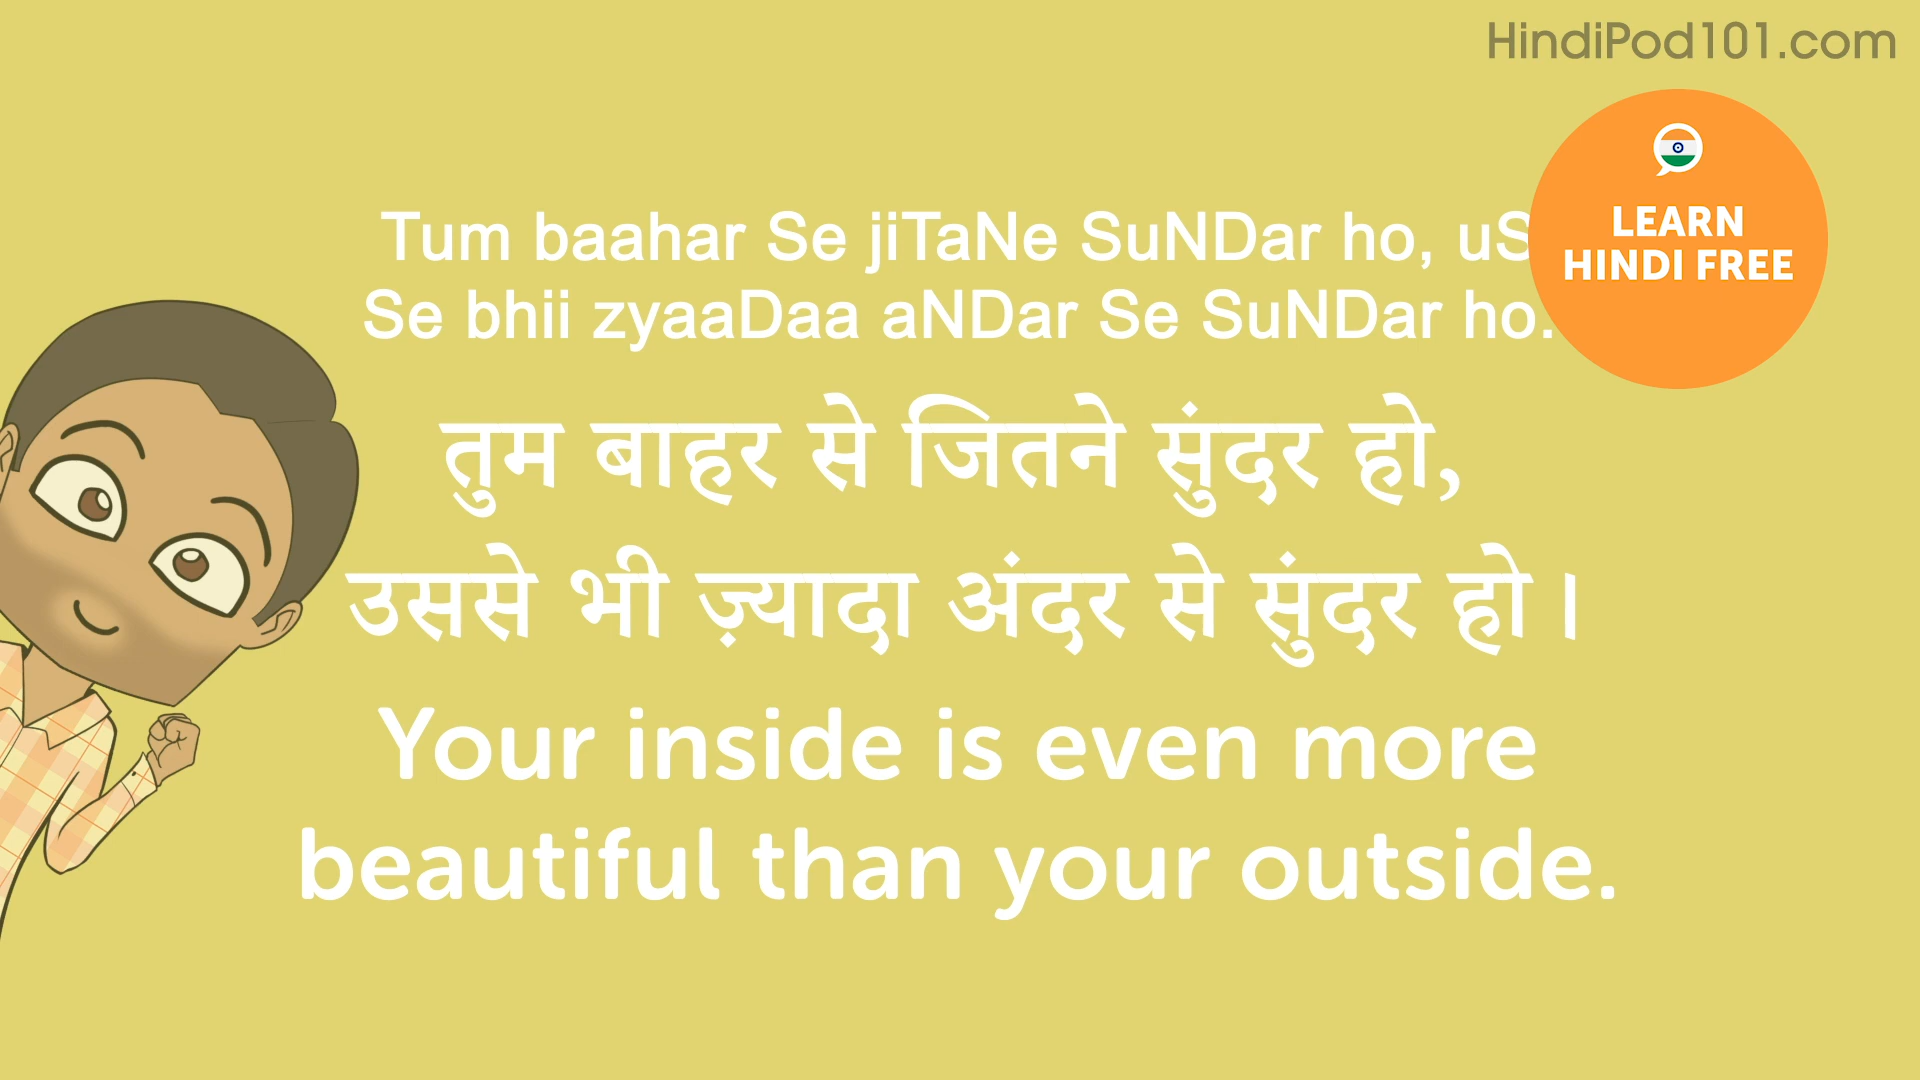 HindiPod101.com
LEARN
HINDI FREE
Tum baahar Se jiTaNe SuNDar ho, uS
Se bhii zyaaDaa aNDar Se SuNDar ho.
तुम बाहर से जितने सुंदर हो,
उससे भी ज़्यादा अंदर से सुंदर हो।
Your inside is even more
beautiful than your outside.